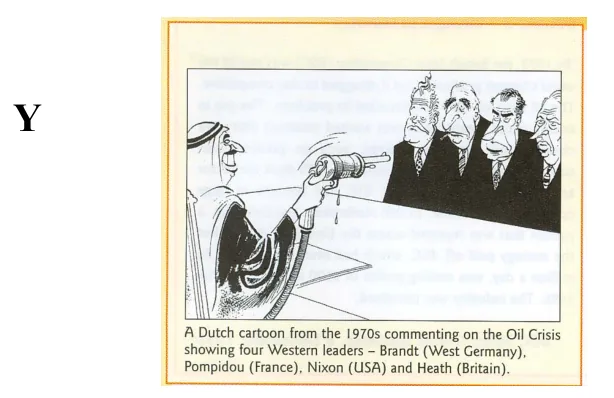 Y
A Dutch cartoon from the 1970s commenting on the Oil Crisis
showing four Western leaders – Brandt (West Germany),
Pompidou (France), Nixon (USA) and Heath (Britain).